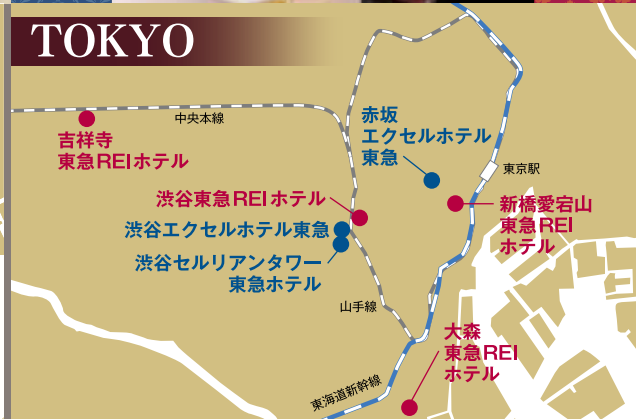 TOKYO
中央本線
吉祥寺
東急REIホテル
赤坂
エクセルホテル
東急
東京駅
渋谷東急REIホテル
新橋愛宕山
東急REI
ホテル
渋谷エクセルホテル東急
渋谷セルリアンタワー
東急ホテル
山手線
大森
東急REI
ホテル
東海道新幹線